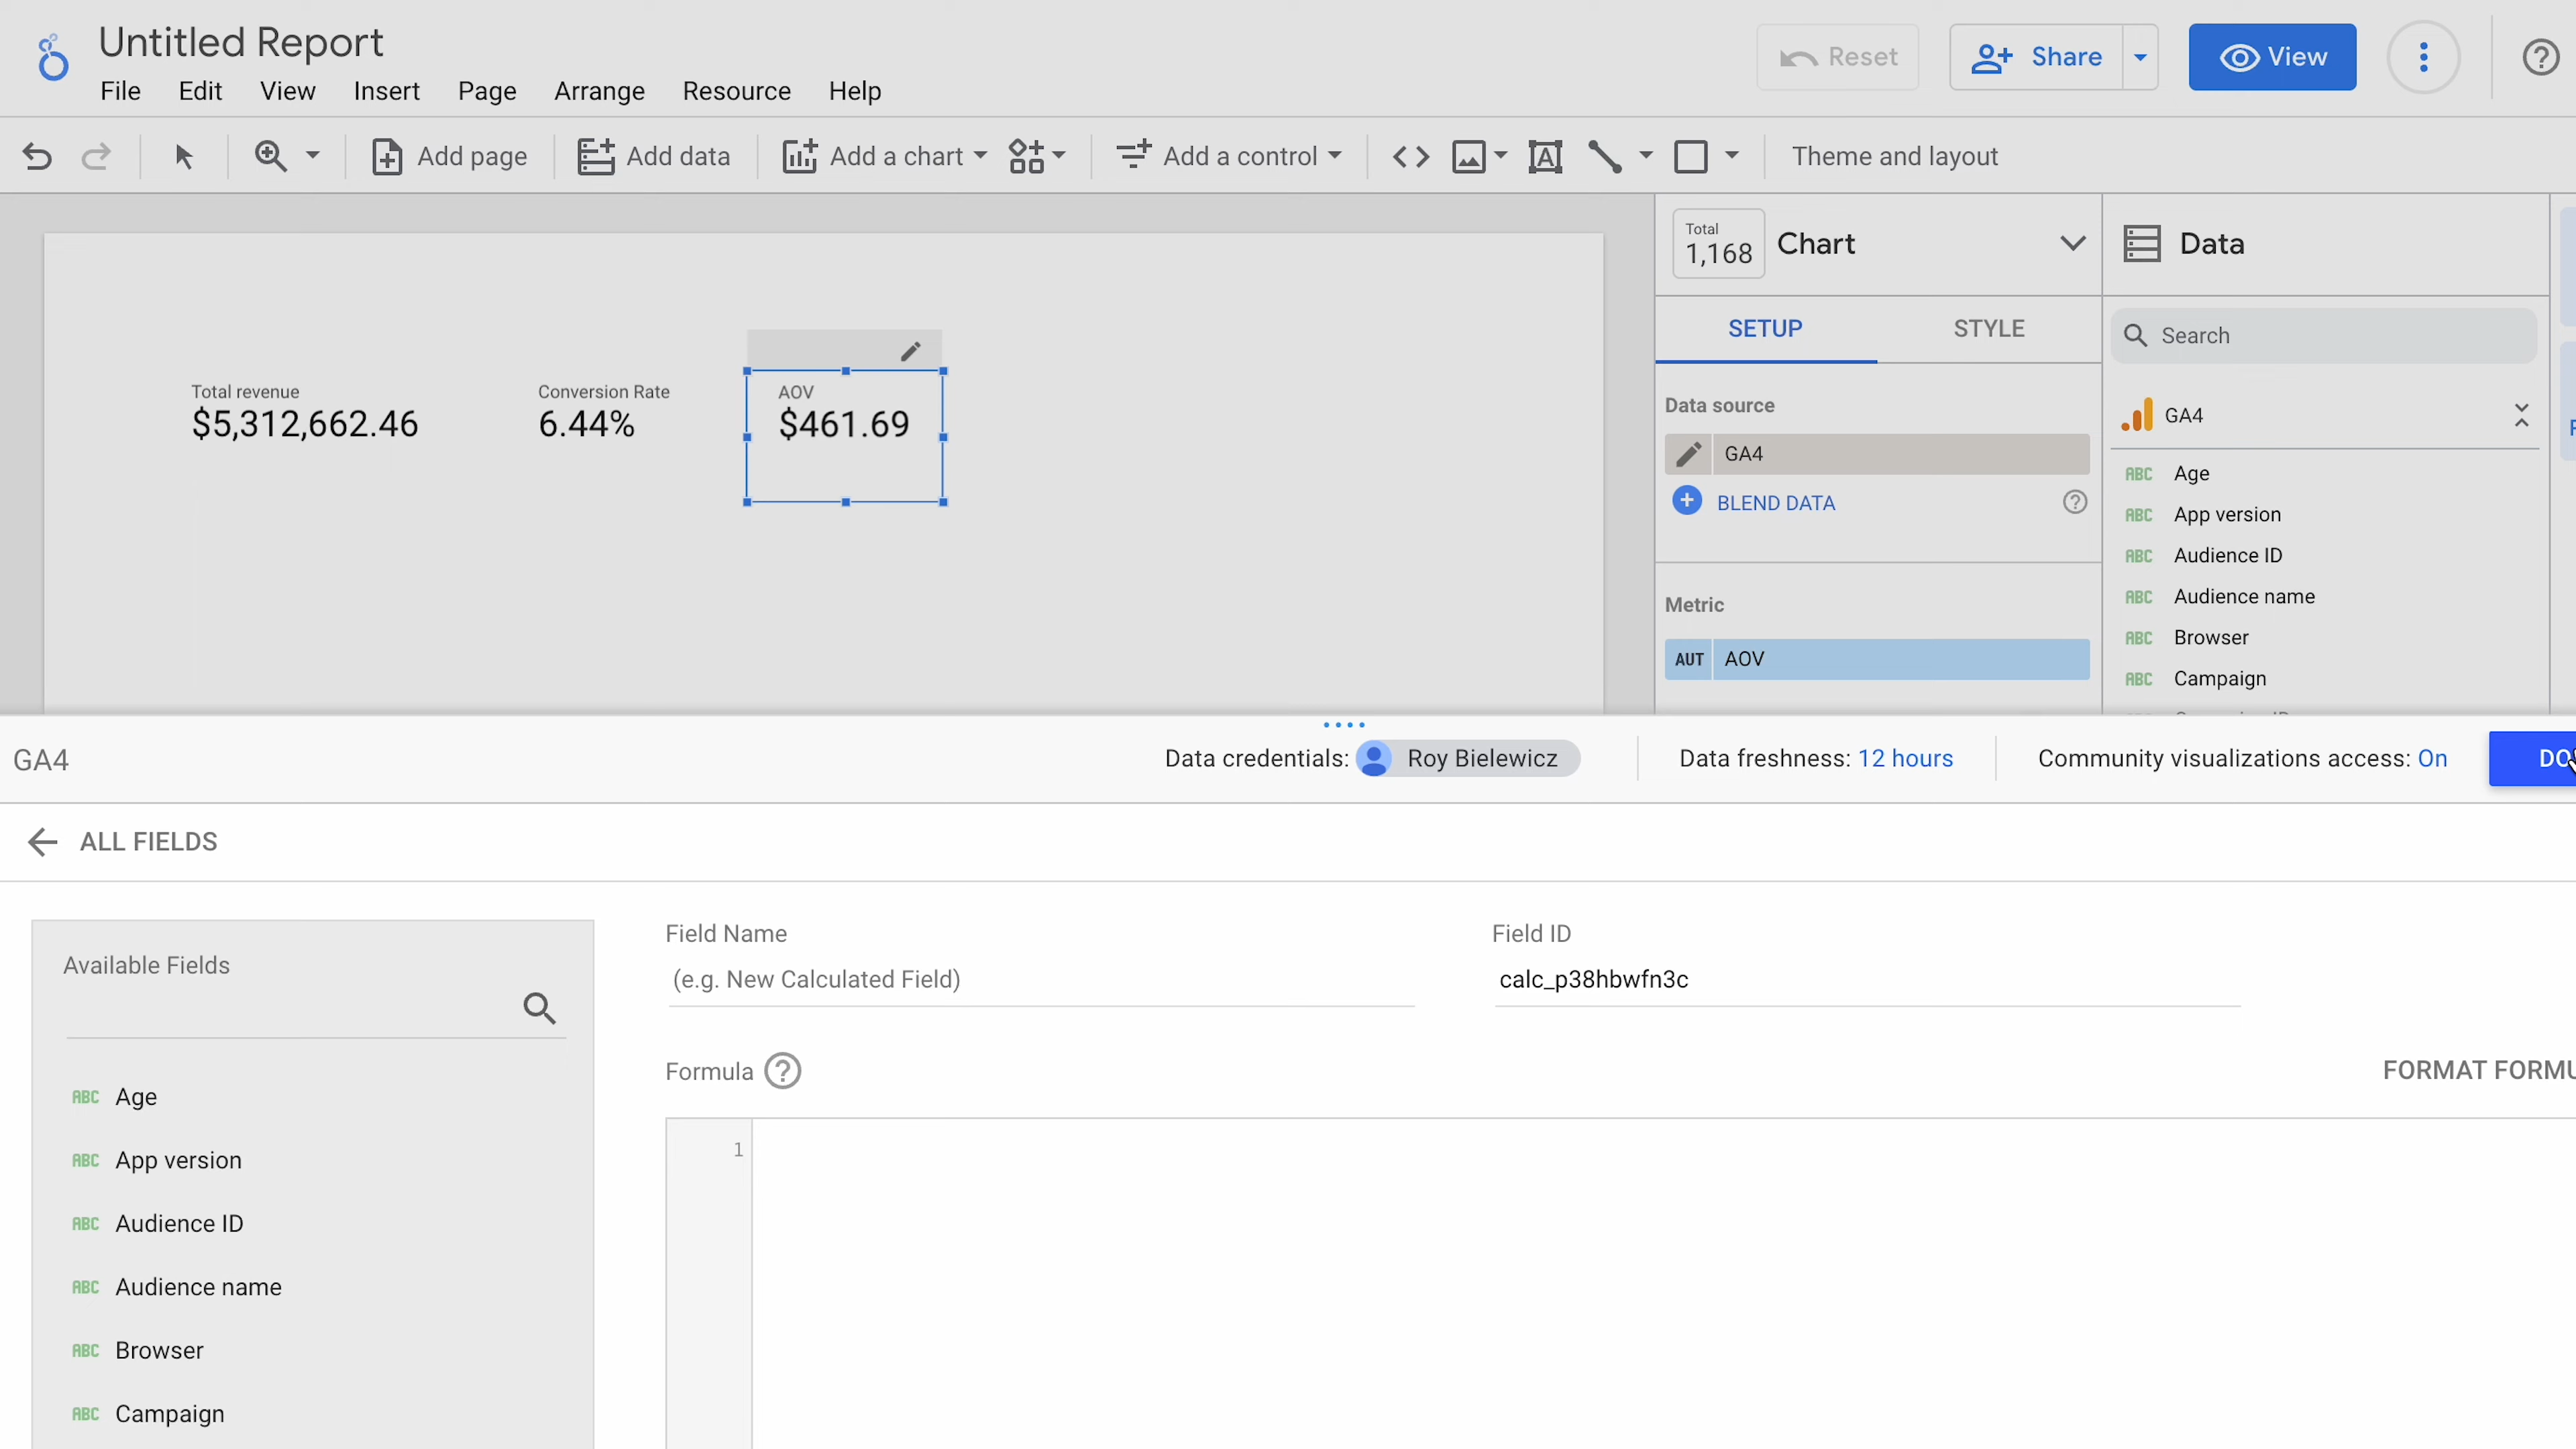 Untitled Report
File Edit View Insert Page Arrange Resource Help
Reset Share View
Add page Add data Add a chart Add a control Theme and layout
Total
1,168
Chart
Data
SETUP STYLE
Search
Total revenue
$5,312,662.46
Conversion Rate
6.44%
AOV
$461.69
Data source
GA4
BLEND DATA
Metric
AUT AOV
GA4
ABC Age
ABC App version
ABC Audience ID
ABC Audience name
ABC Browser
ABC Campaign
GA4
Data credentials: Roy Bielewicz
Data freshness: 12 hours
Community visualizations access: On
ALL FIELDS
Available Fields
ABC Age
ABC App version
ABC Audience ID
ABC Audience name
ABC Browser
ABC Campaign
Field Name
(e.g. New Calculated Field)
Field ID
calc_p38hbwfn3c
Formula
FORMAT FORMU
1